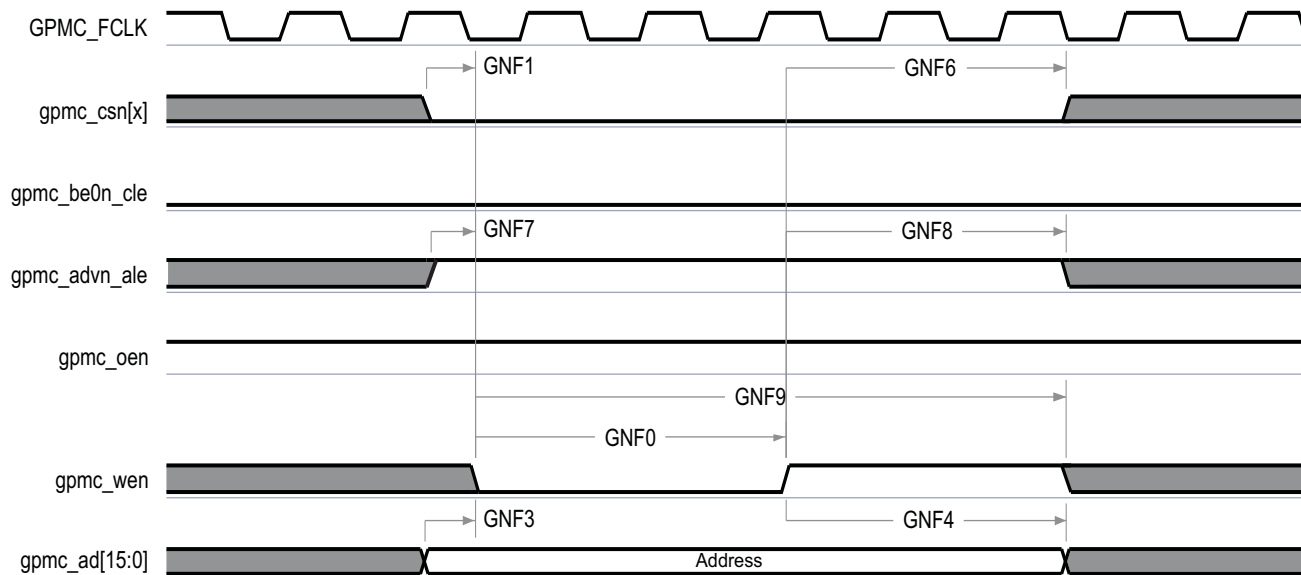 GPMC_FCLK
GNF1
GNF6
gpmc_csn[x]
gpmc_be0n_cle
GNF7
GNF8
gpmc_advn_ale
gpmc_oen
GNF9
GNF0
gpmc_wen
GNF3
GNF4
gpmc_ad[15:0]
Address